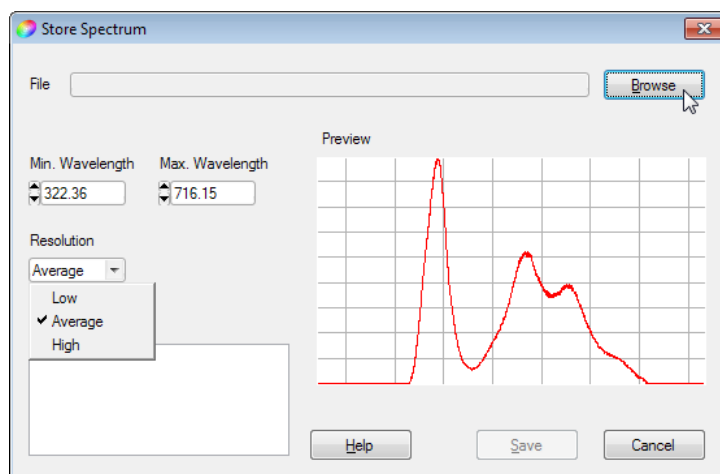 Store Spectrum
File
Browse
Preview
Min. Wavelength Max. Wavelength
322.36 716.15
Resolution
Average
Low
Average
High
Help Save Cancel